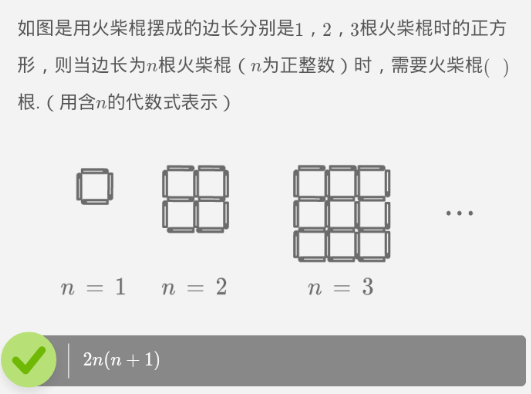 如图是用火柴棍摆成的边长分别是1，2，3根火柴棍时的正方
形，则当边长为n根火柴棍（n为正整数）时，需要火柴棍(  )
根.（用含n的代数式表示）
…
n = 1 n = 2 n = 3
2n(n + 1)